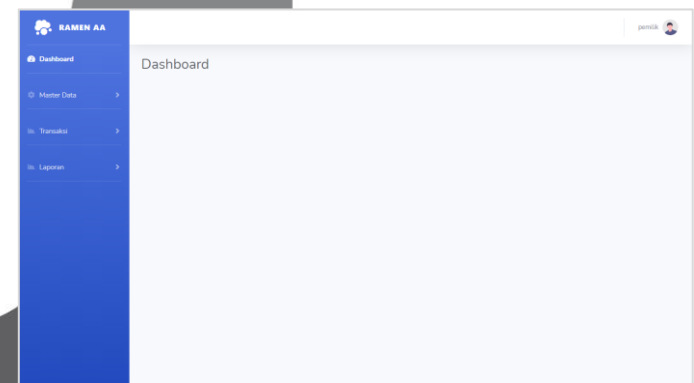 RAMEN AA
pemilik
Dashboard
Dashboard
Master Data
Transaksi
Laporan